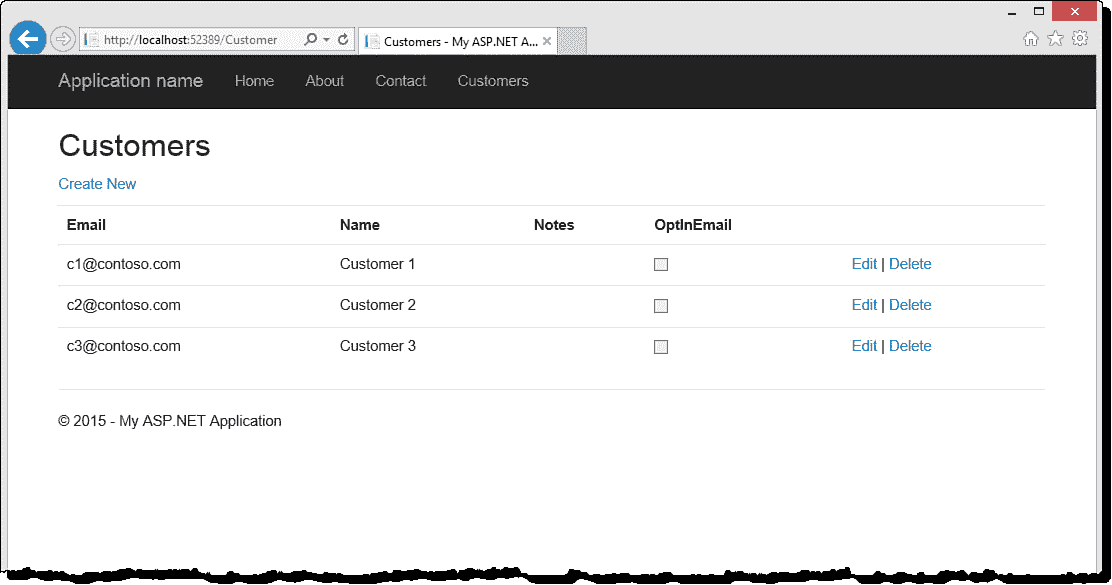 http://localhost:52389/Customer
Customers - My ASP.NET A...
Application name Home About Contact Customers
Customers
Create New
Email Name Notes OptInEmail
c1@contoso.com Customer 1 Edit | Delete
c2@contoso.com Customer 2 Edit | Delete
c3@contoso.com Customer 3 Edit | Delete
© 2015 - My ASP.NET Application